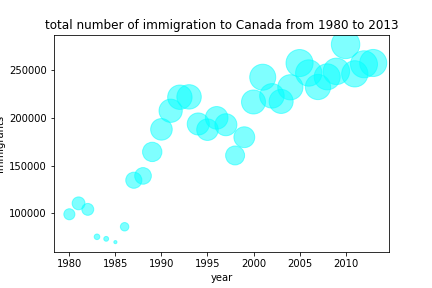 total number of immigration to Canada from 1980 to 2013
250000
200000
150000
100000
immigrants
1980 1985 1990 1995 2000 2005 2010
year